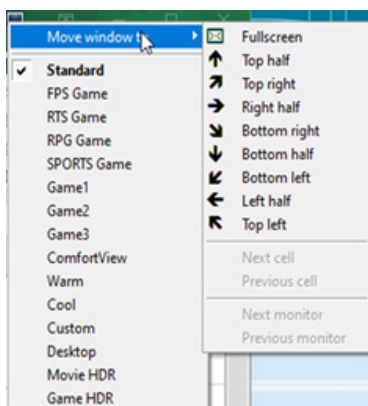 Move window to
Standard
FPS Game
RTS Game
RPG Game
SPORTS Game
Game1
Game2
Game3
ComfortView
Warm
Cool
Custom
Desktop
Movie HDR
Game HDR
Fullscreen
Top half
Top right
Right half
Bottom right
Bottom half
Bottom left
Left half
Top left
Next cell
Previous cell
Next monitor
Previous monitor